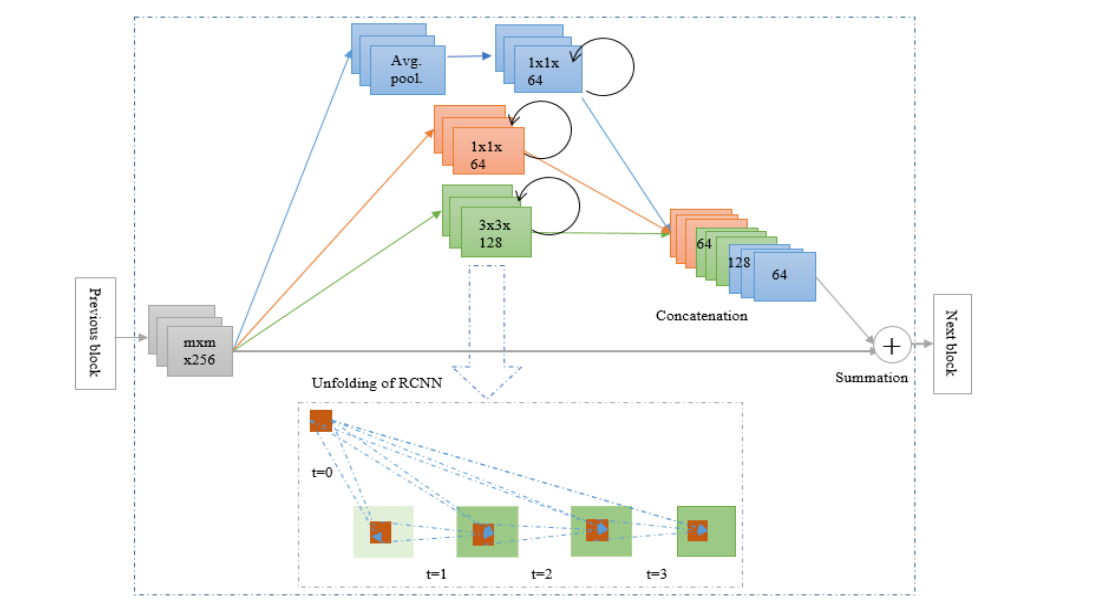 Avg.
pool.
1x1x
64
1x1x
64
3x3x
128
64
128
64
Concatenation
Previous block
mxm
x256
+
Summation
Next block
Unfolding of RCNN
t=0
t=1
t=2
t=3